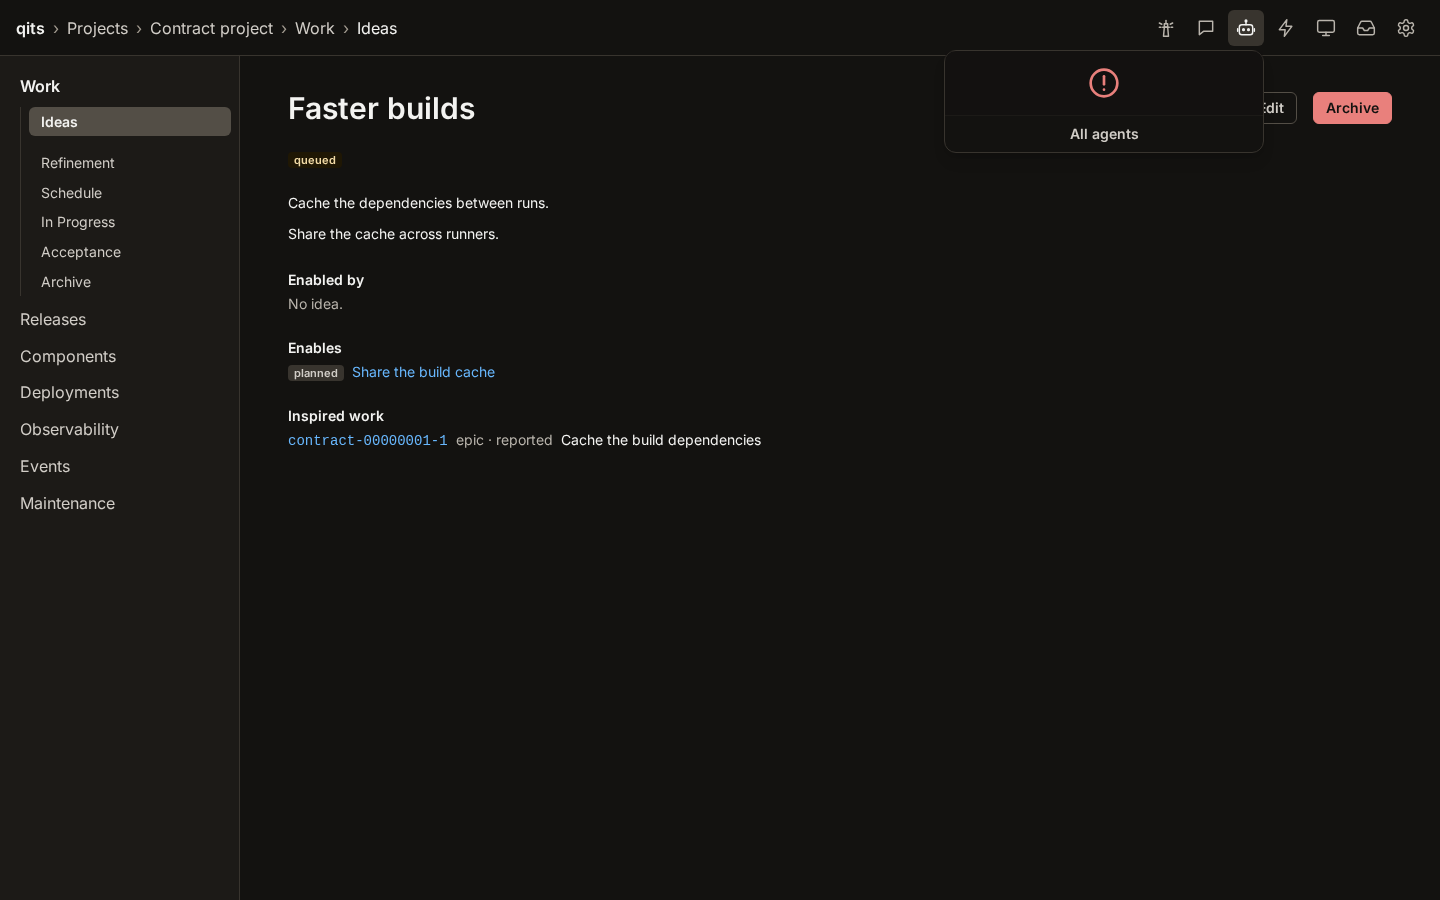 qits › Projects › Contract project › Work › Ideas
Work
Ideas
Refinement
Schedule
In Progress
Acceptance
Archive
Releases
Components
Deployments
Observability
Events
Maintenance
Faster builds
Edit
Archive
All agents
queued
Cache the dependencies between runs.
Share the cache across runners.
Enabled by
No idea.
Enables
planned Share the build cache
Inspired work
contract-00000001-1 epic · reported Cache the build dependencies